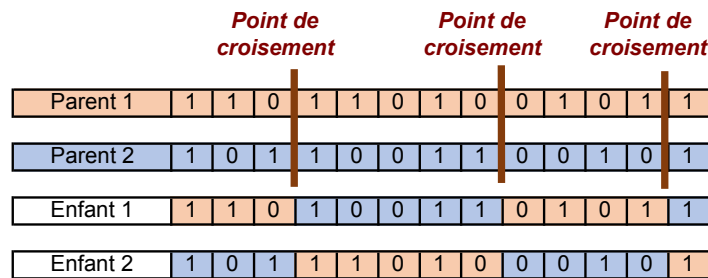 Point de croisement
Point de croisement
Point de croisement
Parent 1 1 1 0 1 1 0 1 0 0 1 0 1 1
Parent 2 1 0 1 1 0 0 1 1 0 0 1 0 1
Enfant 1 1 1 0 1 0 0 1 1 0 1 0 1 1
Enfant 2 1 0 1 1 1 0 1 0 0 0 1 0 1